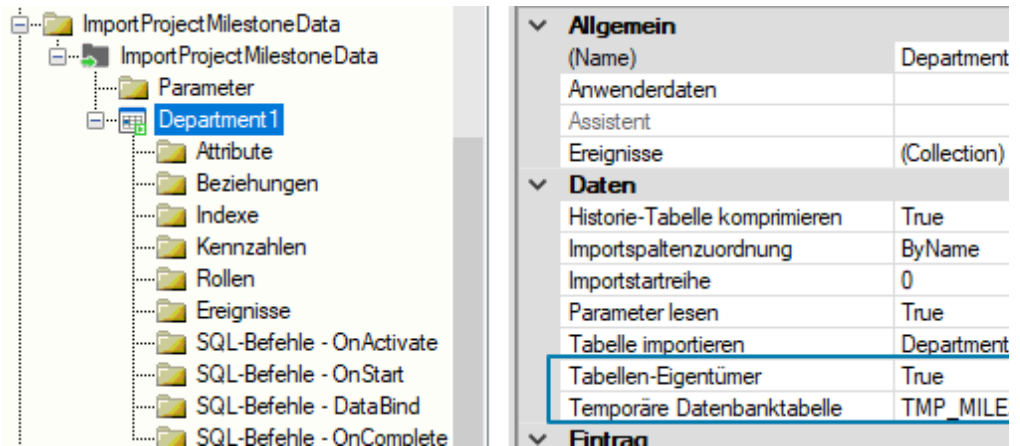 ImportProjectMilestoneData
ImportProjectMilestoneData
Parameter
Department1
Attribute
Beziehungen
Indexe
Kennzahlen
Rollen
Ereignisse
SQL-Befehle - OnActivate
SQL-Befehle - OnStart
SQL-Befehle - DataBind
SQL-Befehle - OnComplete
Allgemein
(Name) Department
Anwenderdaten
Assistent
Ereignisse (Collection)
Daten
Historie-Tabelle komprimieren True
Importspaltenzuordnung ByName
Importstartreihe 0
Parameter lesen True
Tabelle importieren Department
Tabellen-Eigentümer True
Temporäre Datenbanktabelle TMP_MILE
Eintrag